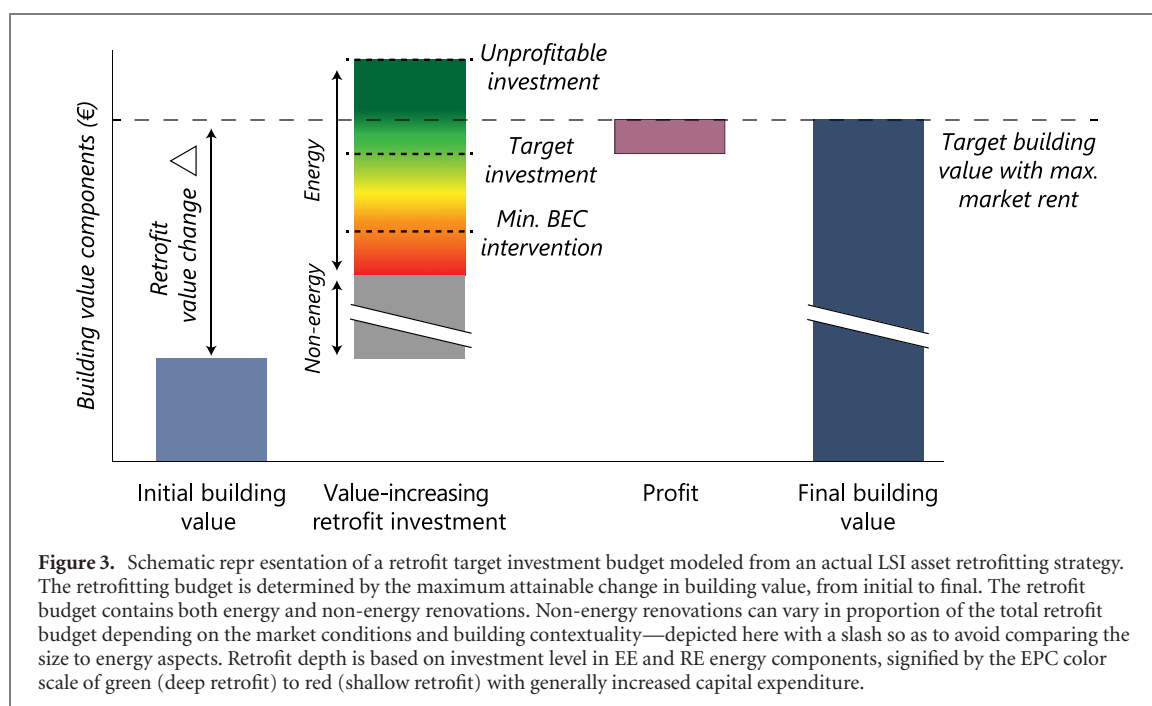 Building value components (€)
Retrofit
value change △
Energy
Non-energy
Unprofitable
investment
Target
investment
Min. BEC
intervention
Target building
value with max.
market rent
Initial building
value
Value-increasing
retrofit investment
Profit
Final building
value
Figure 3. Schematic repr esentation of a retrofit target investment budget modeled from an actual LSI asset retrofitting strategy.
The retrofitting budget is determined by the maximum attainable change in building value, from initial to final. The retrofit
budget contains both energy and non-energy renovations. Non-energy renovations can vary in proportion of the total retrofit
budget depending on the market conditions and building contextuality—depicted here with a slash so as to avoid comparing the
size to energy aspects. Retrofit depth is based on investment level in EE and RE energy components, signified by the EPC color
scale of green (deep retrofit) to red (shallow retrofit) with generally increased capital expenditure.